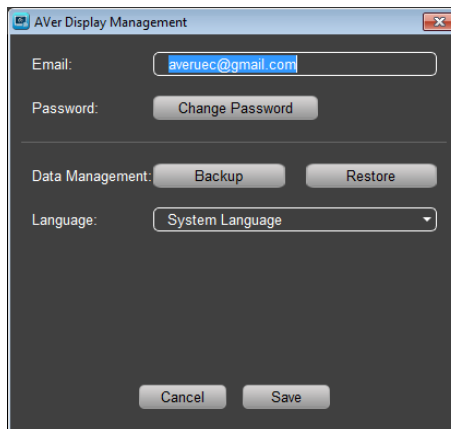 AVer Display Management
Email: averuec@gmail.com
Password: Change Password
Data Management: Backup Restore
Language: System Language
Cancel Save